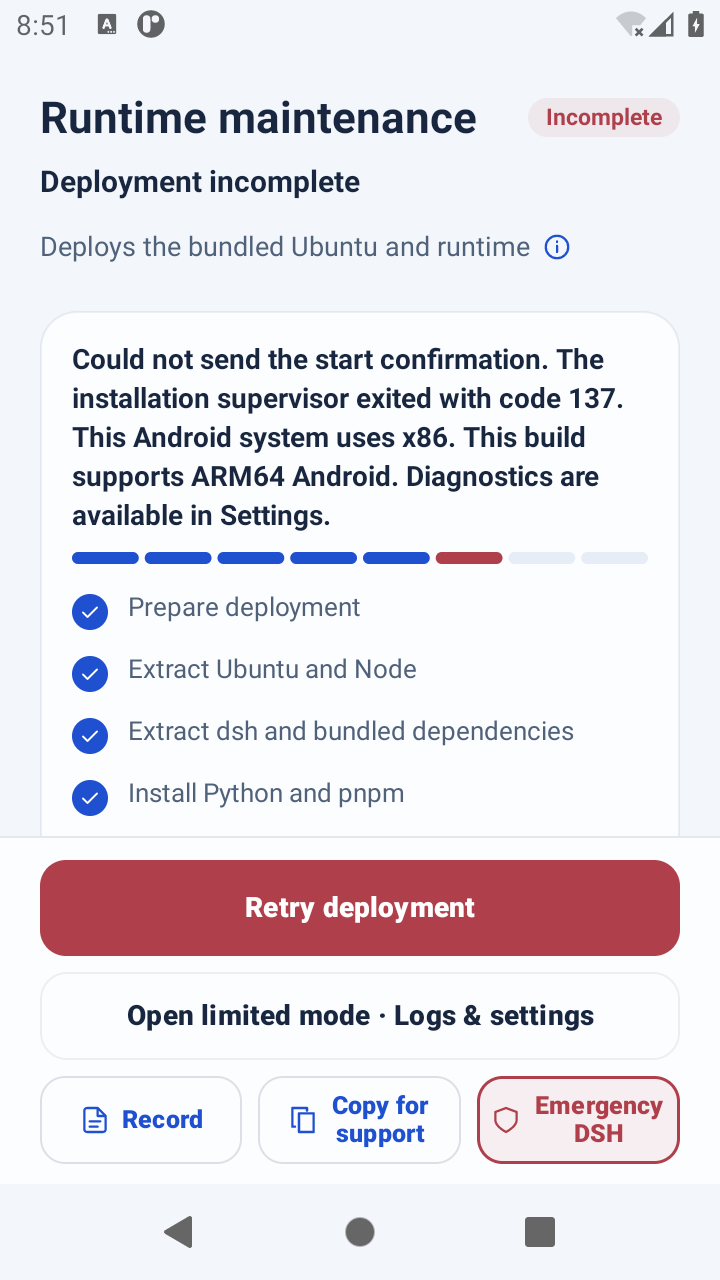 8:51
A
Runtime maintenance
Incomplete
Deployment incomplete
Deploys the bundled Ubuntu and runtime
Could not send the start confirmation. The
installation supervisor exited with code 137.
This Android system uses x86. This build
supports ARM64 Android. Diagnostics are
available in Settings.
Prepare deployment
Extract Ubuntu and Node
Extract dsh and bundled dependencies
Install Python and pnpm
Retry deployment
Open limited mode · Logs & settings
Record
Copy for
support
Emergency
DSH